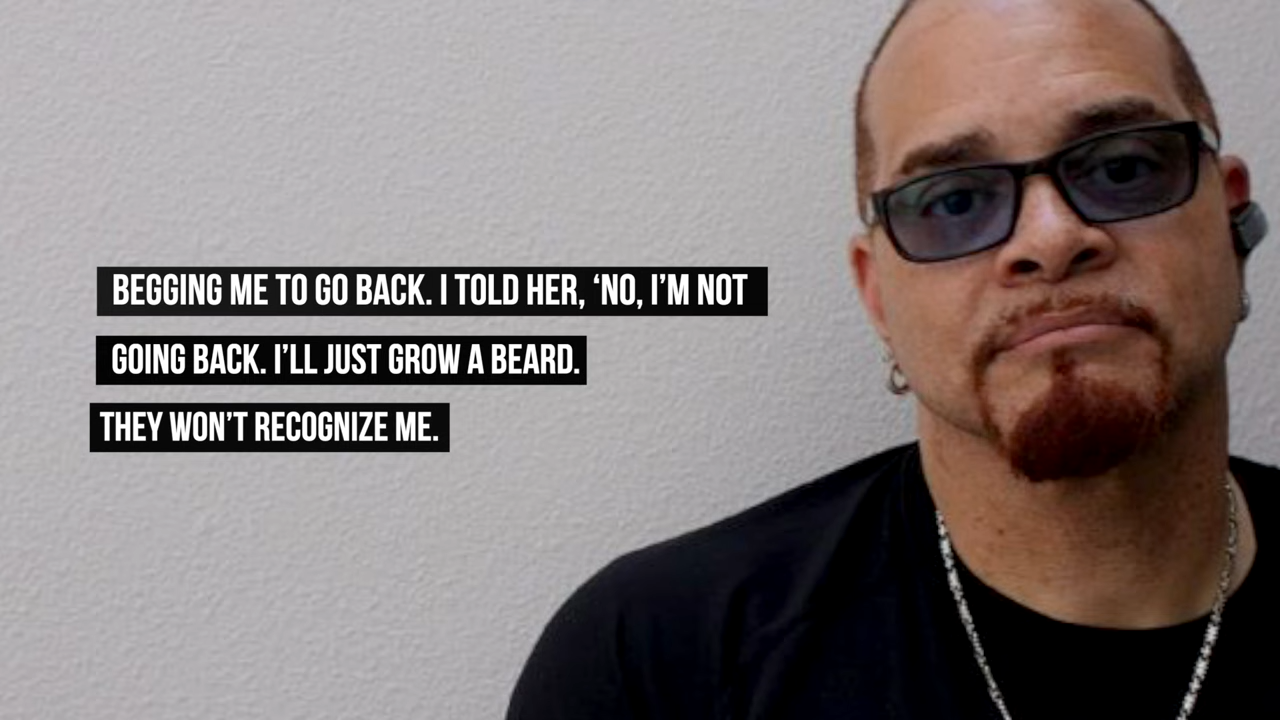 BEGGING ME TO GO BACK. I TOLD HER, ‘NO, I’M NOT
GOING BACK. I’LL JUST GROW A BEARD.
THEY WON’T RECOGNIZE ME.